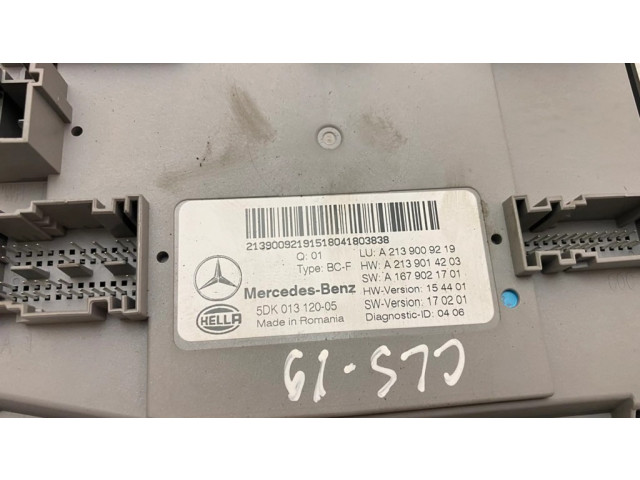 21390092191518041803838
Q: 01 LU: A 213 900 92 19
Type: BC-F HW: A 213 901 42 03
SW: A 167 902 17 01
Mercedes-Benz HW-Version: 15 44 01
5DK 013 120-05 SW-Version: 17 02 01
HELLA Made in Romania Diagnostic-ID: 04 06
CLS-19